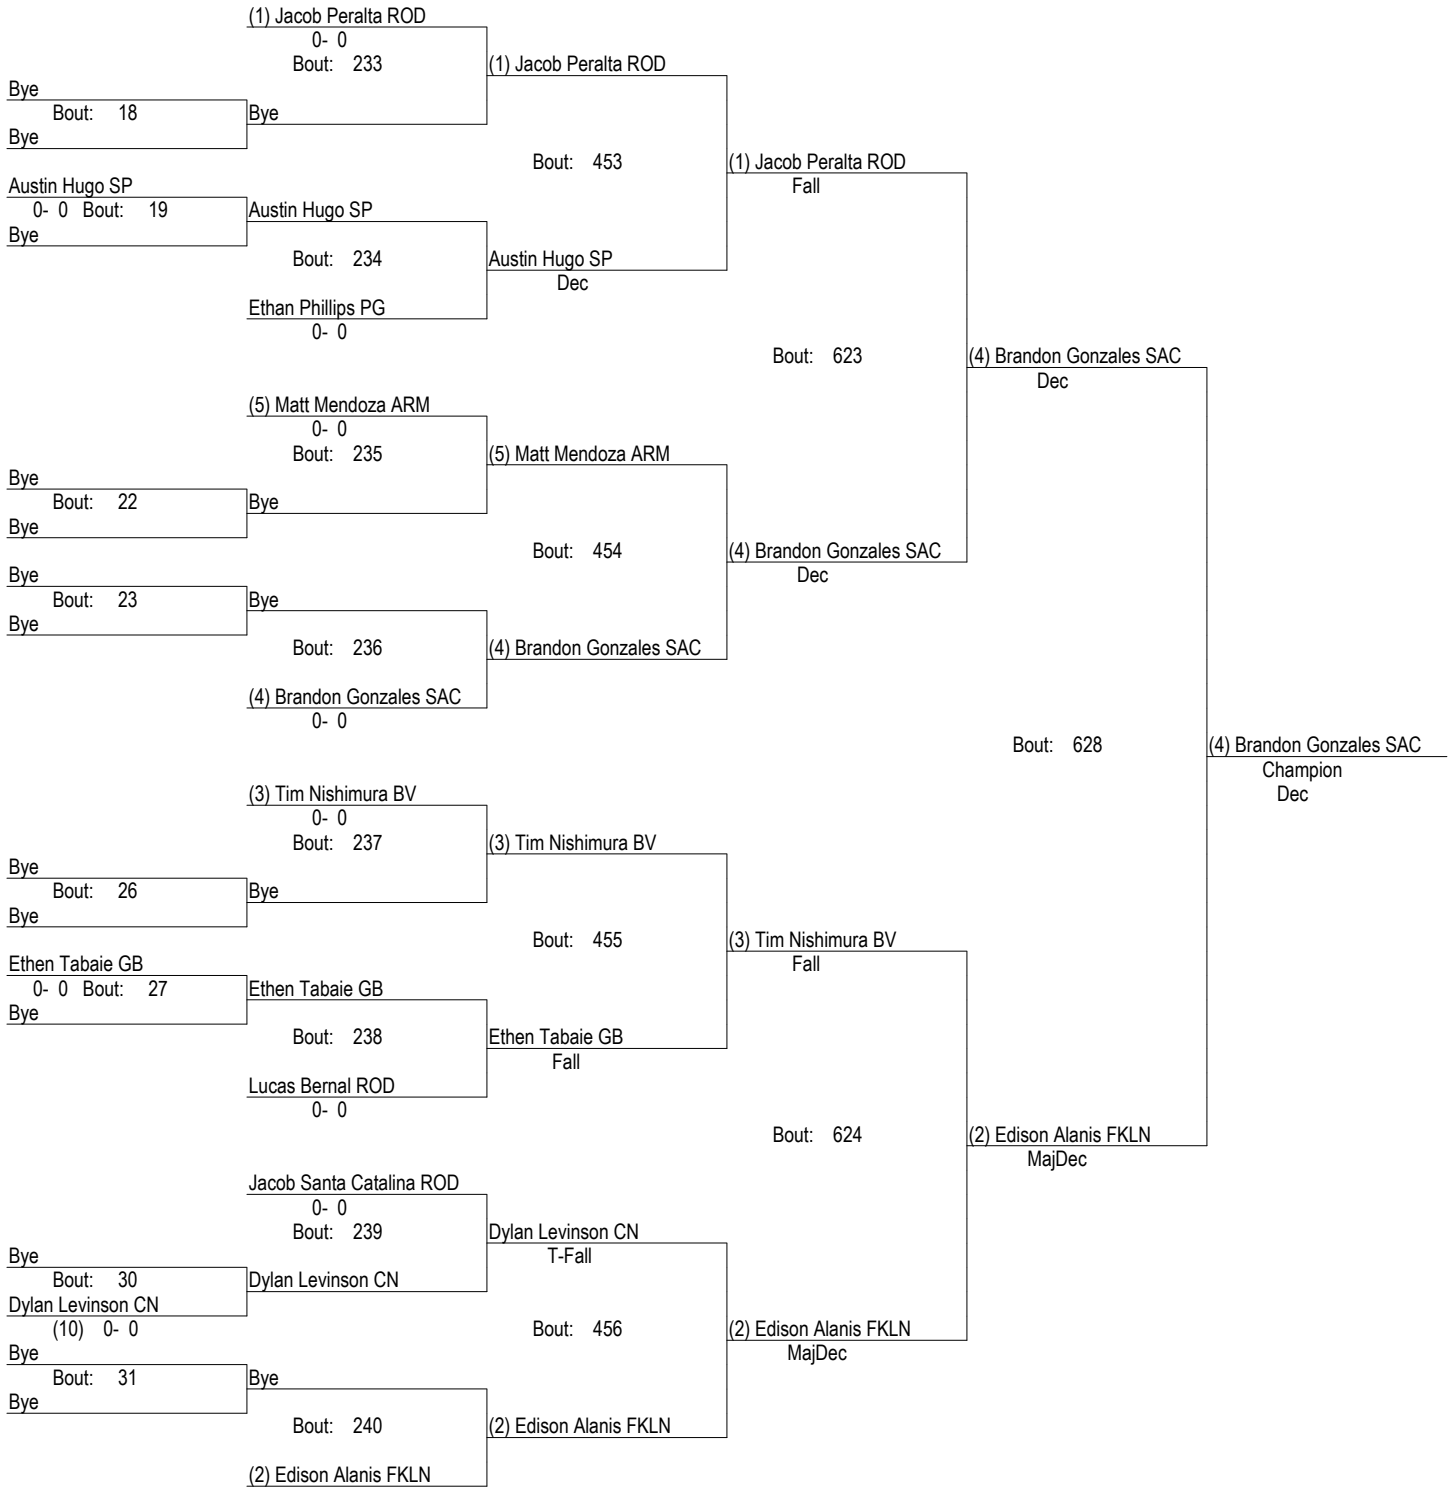 (1) Jacob Peralta ROD
0- 0
Bout: 233
(1) Jacob Peralta ROD
Bye
Bout: 18
Bye
Bye
Bout: 453
(1) Jacob Peralta ROD
Fall
Austin Hugo SP
0- 0 Bout: 19
Austin Hugo SP
Bye
Bout: 234
Austin Hugo SP
Dec
Ethan Phillips PG
0- 0
Bout: 623
(4) Brandon Gonzales SAC
Dec
(5) Matt Mendoza ARM
0- 0
Bout: 235
(5) Matt Mendoza ARM
Bye
Bout: 22
Bye
Bye
Bout: 454
(4) Brandon Gonzales SAC
Dec
Bye
Bout: 23
Bye
Bye
Bout: 236
(4) Brandon Gonzales SAC
(4) Brandon Gonzales SAC
0- 0
Bout: 628
(4) Brandon Gonzales SAC
Champion
Dec
(3) Tim Nishimura BV
0- 0
Bout: 237
(3) Tim Nishimura BV
Bye
Bout: 26
Bye
Bye
Bout: 455
(3) Tim Nishimura BV
Fall
Ethen Tabaie GB
0- 0 Bout: 27
Ethen Tabaie GB
Bye
Bout: 238
Ethen Tabaie GB
Fall
Lucas Bernal ROD
0- 0
Bout: 624
(2) Edison Alanis FKLN
MajDec
Jacob Santa Catalina ROD
0- 0
Bout: 239
Dylan Levinson CN
T-Fall
Bye
Bout: 30
Dylan Levinson CN
Dylan Levinson CN
(10) 0- 0
Bout: 456
(2) Edison Alanis FKLN
MajDec
Bye
Bout: 31
Bye
Bye
Bout: 240
(2) Edison Alanis FKLN
(2) Edison Alanis FKLN